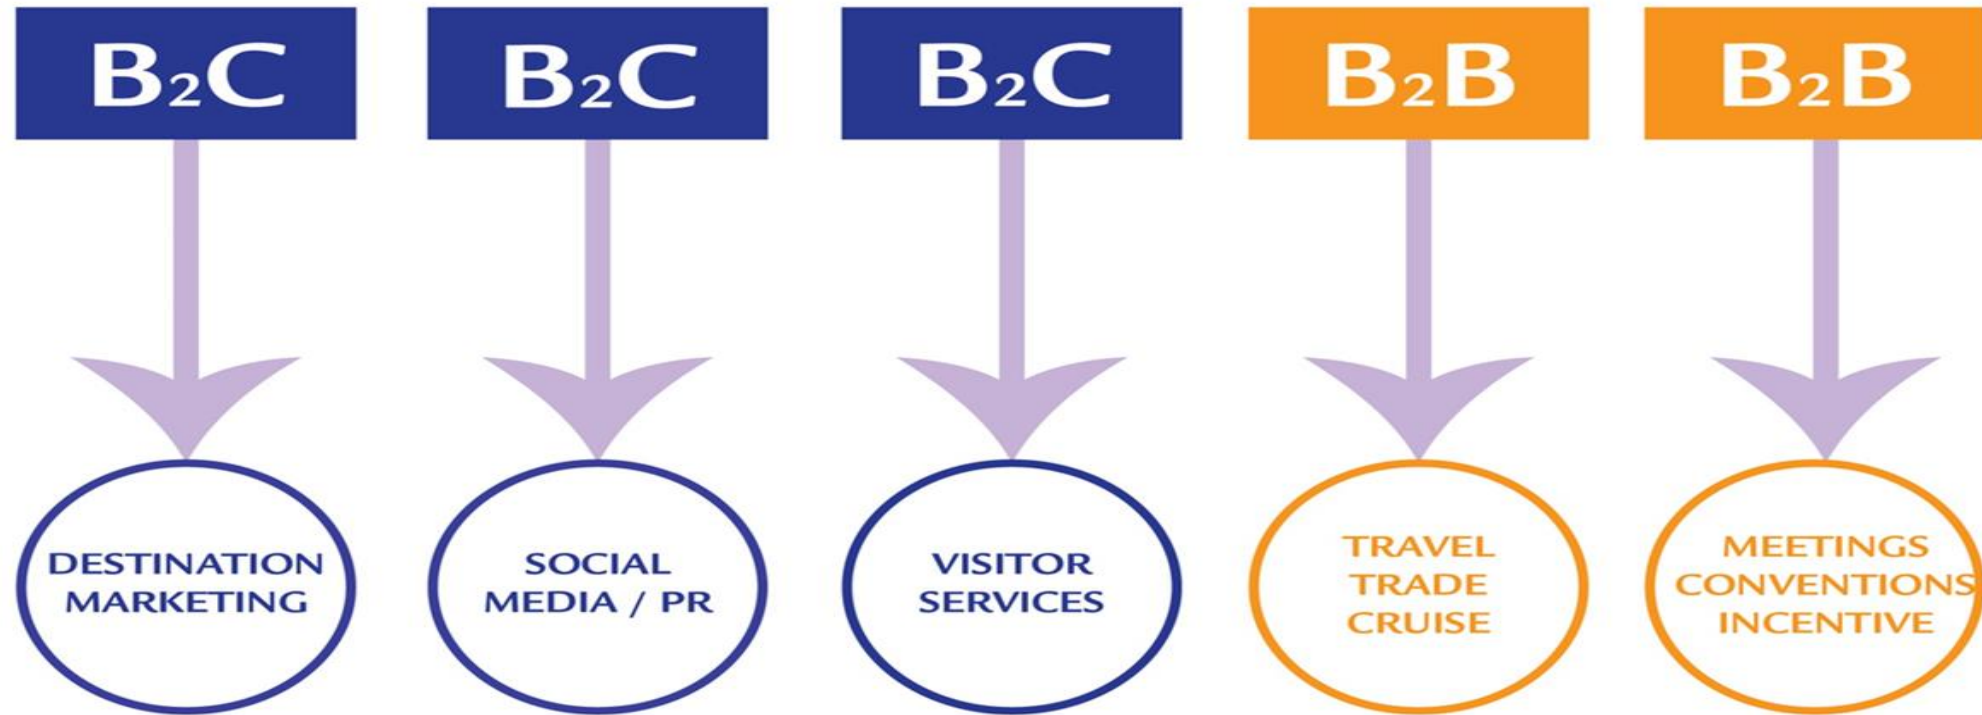 B2C
B2C
B2C
B2B
B2B
DESTINATION
MARKETING
SOCIAL
MEDIA / PR
VISITOR
SERVICES
TRAVEL
TRADE
CRUISE
MEETINGS
CONVENTIONS
INCENTIVE